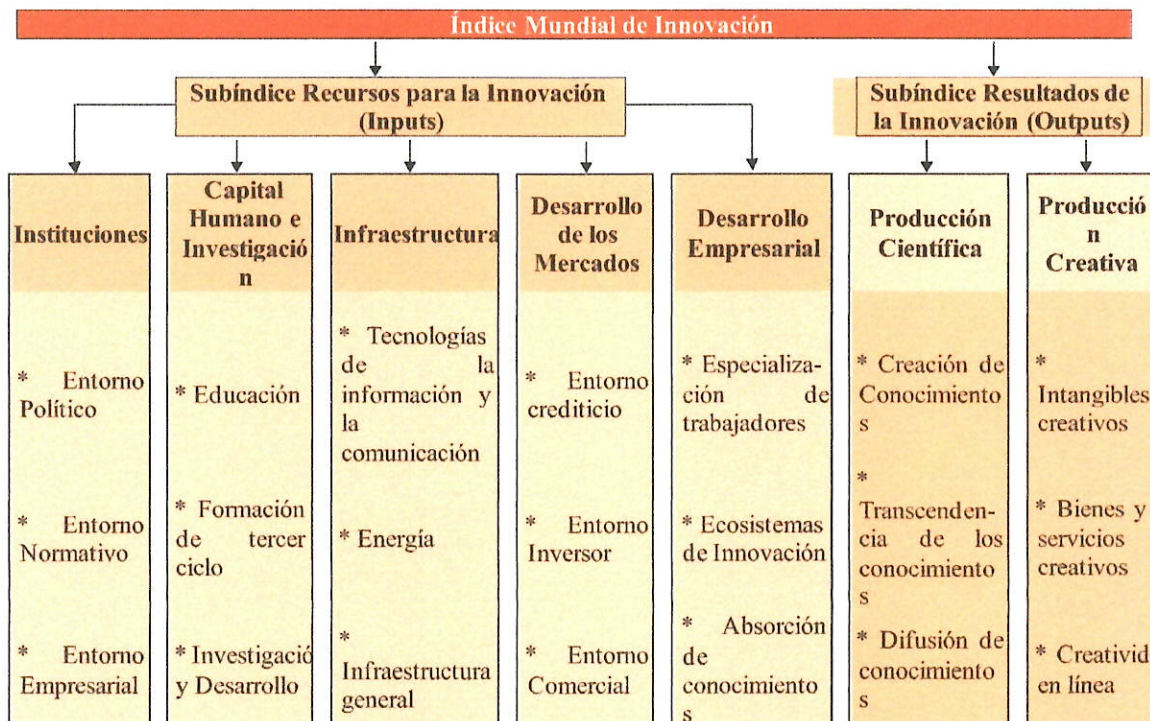 Índice Mundial de Innovación
Subíndice Recursos para la Innovación
(Inputs)
Subíndice Resultados de
la Innovación (Outputs)
Instituciones
* Entorno
Político
* Entorno
Normativo
* Entorno
Empresarial
Capital
Humano e
Investigació
n
* Educación
* Formación
de tercer
ciclo
* Investigació
y Desarrollo
Infraestructura
* Tecnologías
de la
información y
la
comunicación
* Energía
*
Infraestructura
general
Desarrollo
de los
Mercados
* Entorno
crediticio
* Entorno
Inversor
* Entorno
Comercial
Desarrollo
Empresarial
* Especializa-
ción de
trabajadores
* Ecosistemas
de Innovación
* Absorción
de
conocimiento
s
Producción
Científica
* Creación de
Conocimiento
s
*
Transcenden-
cia de los
conocimiento
s
* Difusión de
conocimiento
s
Producció
n
Creativa
*
Intangibles
creativos
* Bienes y
servicios
creativos
* Creativid
en línea